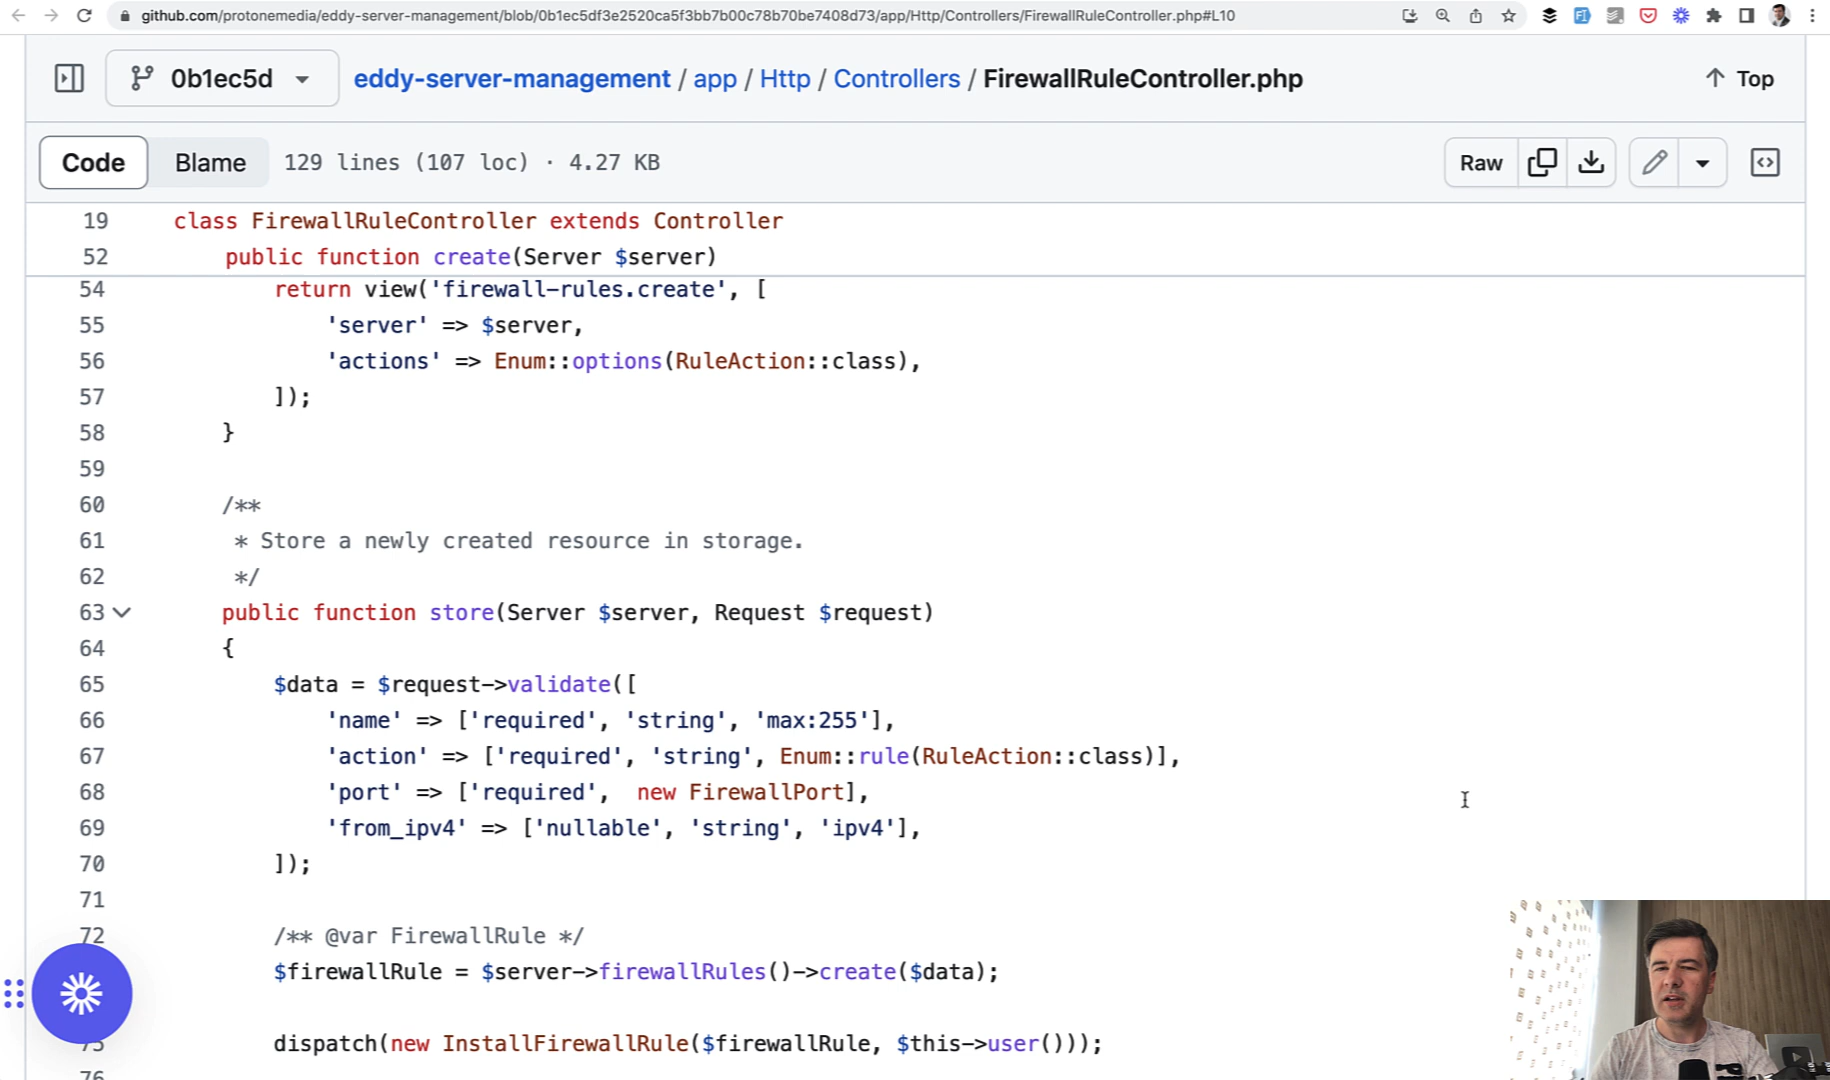 github.com/protonemedia/eddy-server-management/blob/0b1ec5df3e2520ca5f3bb7b00c78b70be7408d73/app/Http/Controllers/FirewallRuleController.php#L10
0b1ec5d eddy-server-management / app / Http / Controllers / FirewallRuleController.php Top
Code Blame 129 lines (107 loc) · 4.27 KB Raw
19 class FirewallRuleController extends Controller
52 public function create(Server $server)
54 return view('firewall-rules.create', [
55 'server' => $server,
56 'actions' => Enum::options(RuleAction::class),
57 ]);
58 }
59
60 /**
61 * Store a newly created resource in storage.
62 */
63 public function store(Server $server, Request $request)
64 {
65 $data = $request->validate([
66 'name' => ['required', 'string', 'max:255'],
67 'action' => ['required', 'string', Enum::rule(RuleAction::class)],
68 'port' => ['required', new FirewallPort],
69 'from_ipv4' => ['nullable', 'string', 'ipv4'],
70 ]);
71
72 /** @var FirewallRule */
$firewallRule = $server->firewallRules()->create($data);
75 dispatch(new InstallFirewallRule($firewallRule, $this->user()));
76